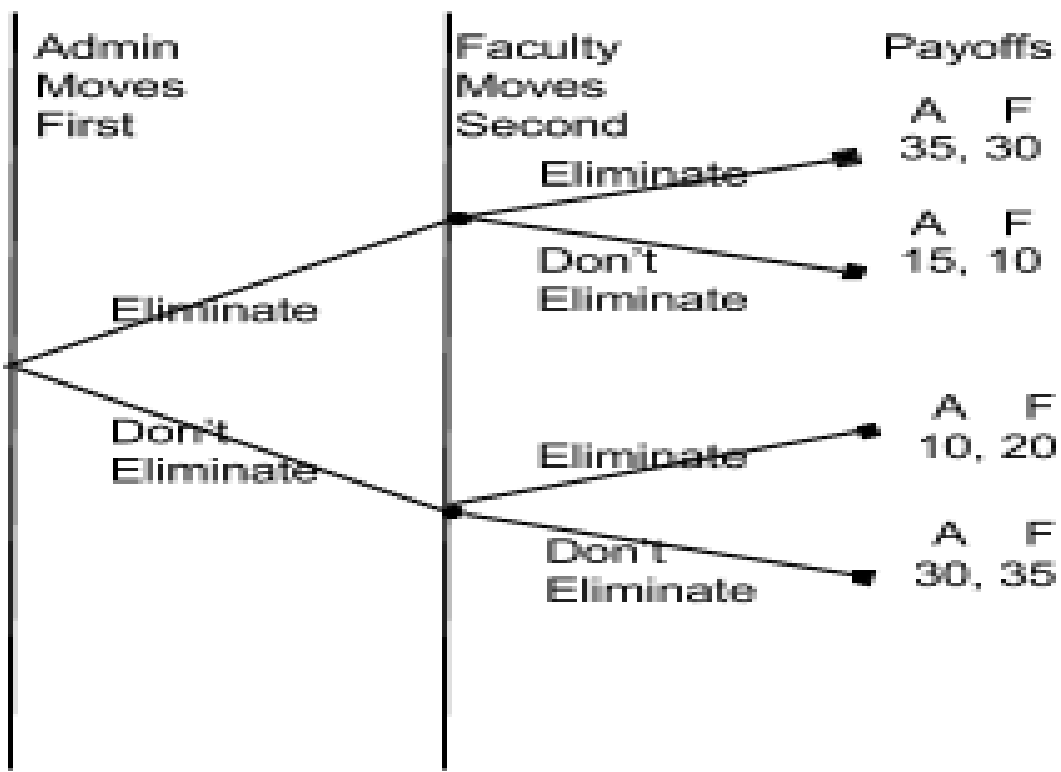 Admin
Moves
First
Faculty
Moves
Second
Payoffs
A F
35, 30
Eliminate
A F
15, 10
Don't
Eliminate
Eliminate
A F
10, 20
Don't
Eliminate
Eliminate
A F
30, 35
Don't
Eliminate